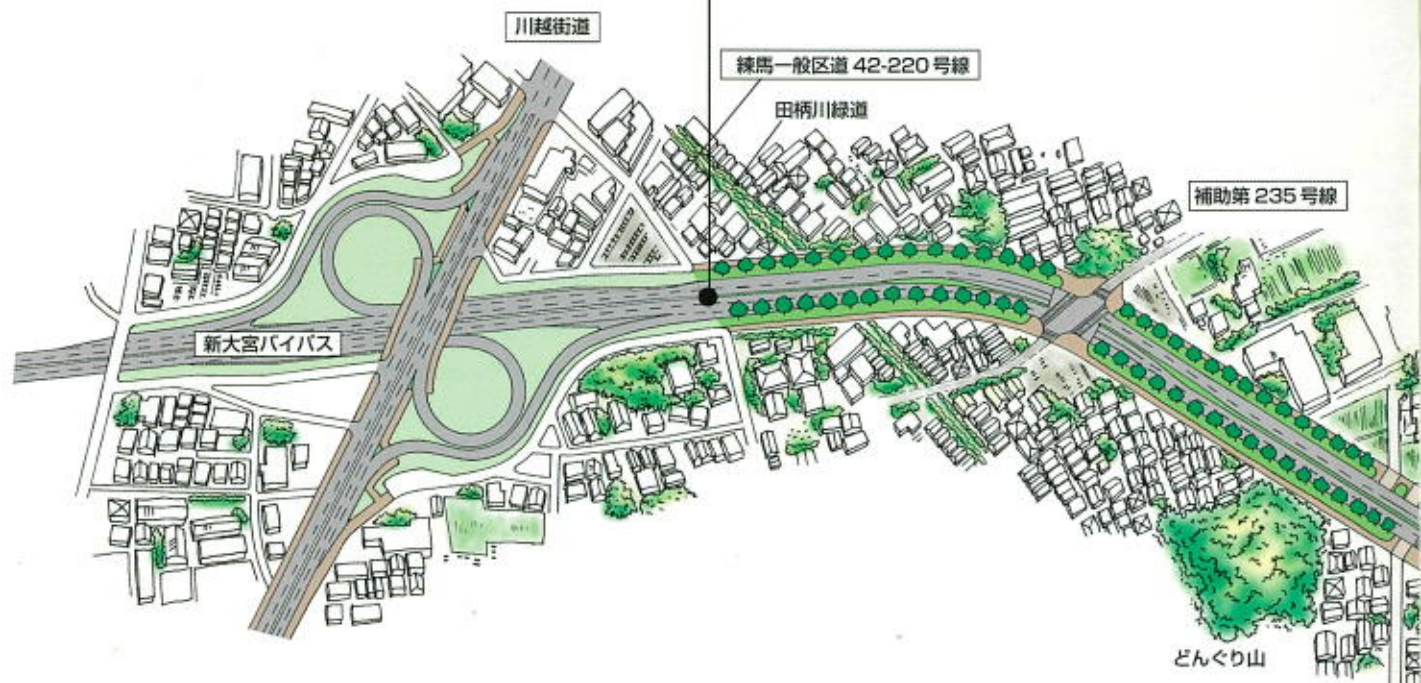 川越街道
練馬一般区道 42-220 号線
田柄川緑道
補助第 235 号線
新大宮バイパス
どんぐり山